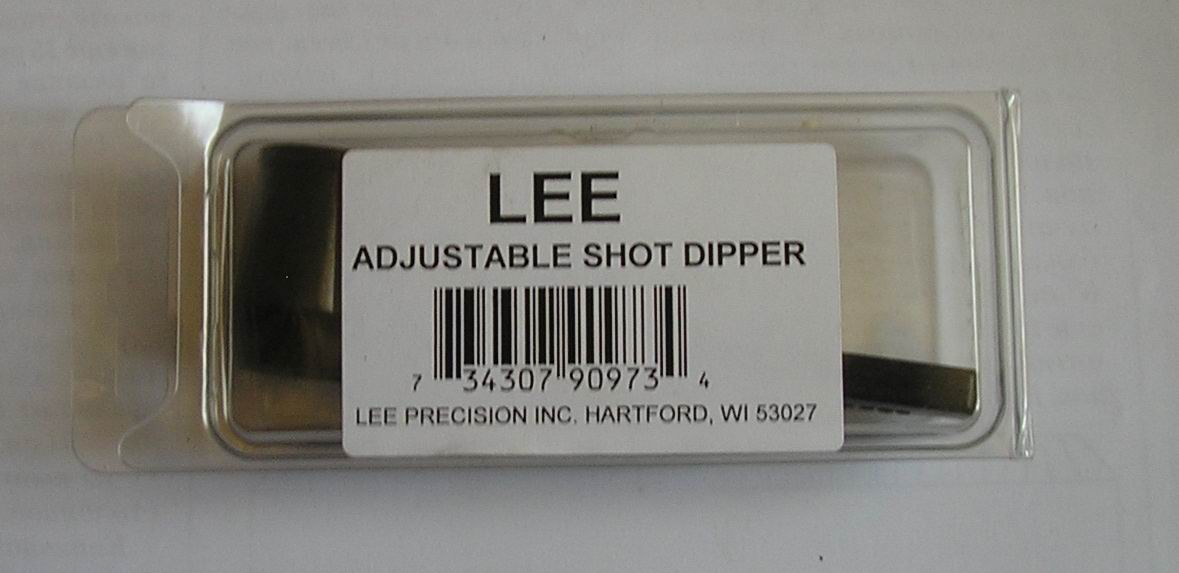 LEE
ADJUSTABLE SHOT DIPPER
7 34307 90973 4
LEE PRECISION INC. HARTFORD, WI 53027